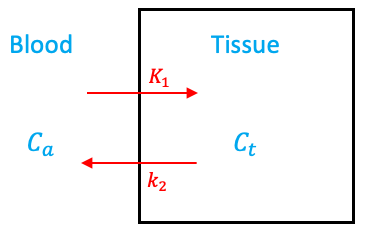 Blood Tissue
K₁
Cₐ Cₜ
k₂